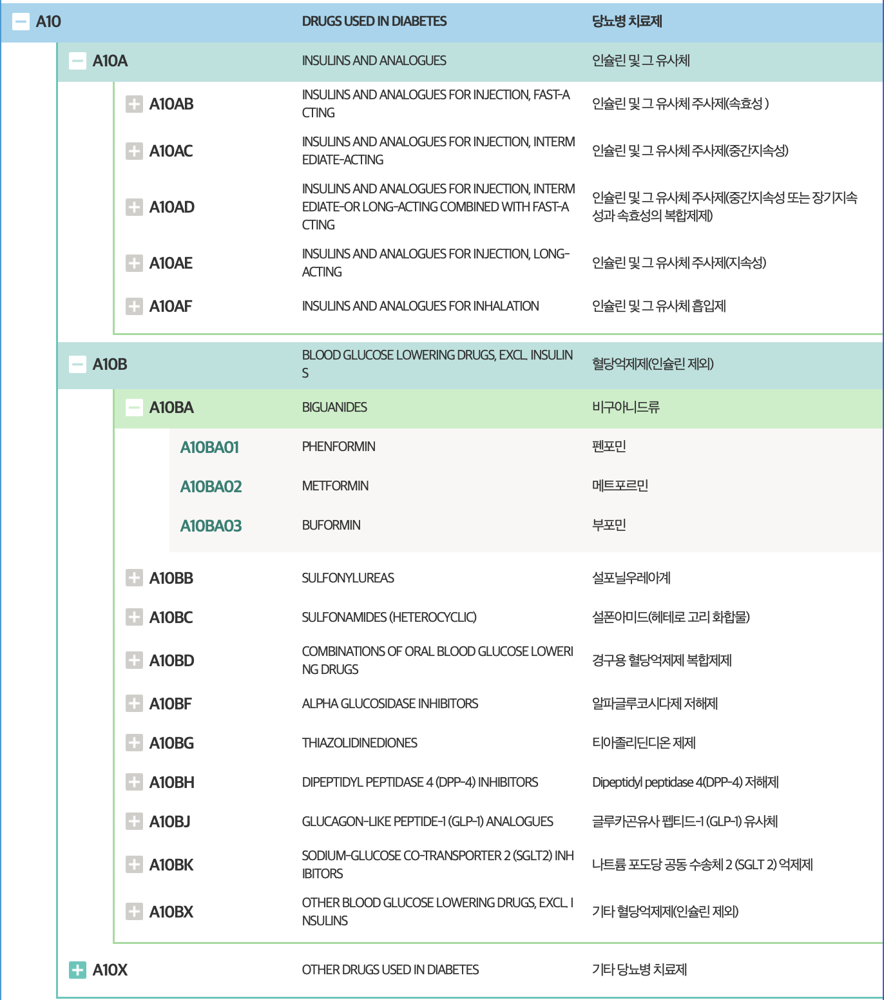 A10 DRUGS USED IN DIABETES 당뇨병 치료제
A10A INSULINS AND ANALOGUES 인슐린 및 그 유사체
A10AB INSULINS AND ANALOGUES FOR INJECTION, FAST-A
CTING 인슐린 및 그 유사체 주사제(속효성 )
A10AC INSULINS AND ANALOGUES FOR INJECTION, INTERM
EDIATE-ACTING 인슐린 및 그 유사체 주사제(중간지속성)
A10AD INSULINS AND ANALOGUES FOR INJECTION, INTERM
EDIATE-OR LONG-ACTING COMBINED WITH FAST-A
CTING 인슐린 및 그 유사체 주사제(중간지속성 또는 장기지속
성과 속효성의 복합제제)
A10AE INSULINS AND ANALOGUES FOR INJECTION, LONG-
ACTING 인슐린 및 그 유사체 주사제(지속성)
A10AF INSULINS AND ANALOGUES FOR INHALATION 인슐린 및 그 유사체 흡입제
A10B BLOOD GLUCOSE LOWERING DRUGS, EXCL. INSULIN
S 혈당억제제(인슐린 제외)
A10BA BIGUANIDES 비구아니드류
A10BA01 PHENFORMIN 펜포민
A10BA02 METFORMIN 메트포르민
A10BA03 BUFORMIN 부포민
A10BB SULFONYLUREAS 설포닐우레아계
A10BC SULFONAMIDES (HETEROCYCLIC) 설폰아미드(헤테로 고리 화합물)
A10BD COMBINATIONS OF ORAL BLOOD GLUCOSE LOWERI
NG DRUGS 경구용 혈당억제제 복합제제
A10BF ALPHA GLUCOSIDASE INHIBITORS 알파글루코시다제 저해제
A10BG THIAZOLIDINEDIONES 티아졸리딘디온 제제
A10BH DIPEPTIDYL PEPTIDASE 4 (DPP-4) INHIBITORS Dipeptidyl peptidase 4(DPP-4) 저해제
A10BJ GLUCAGON-LIKE PEPTIDE-1 (GLP-1) ANALOGUES 글루카곤유사 펩티드-1 (GLP-1) 유사체
A10BK SODIUM-GLUCOSE CO-TRANSPORTER 2 (SGLT2) INH
IBITORS 나트륨 포도당 공동 수송체 2 (SGLT 2) 억제제
A10BX OTHER BLOOD GLUCOSE LOWERING DRUGS, EXCL. I
NSULINS 기타 혈당억제제(인슐린 제외)
A10X OTHER DRUGS USED IN DIABETES 기타 당뇨병 치료제